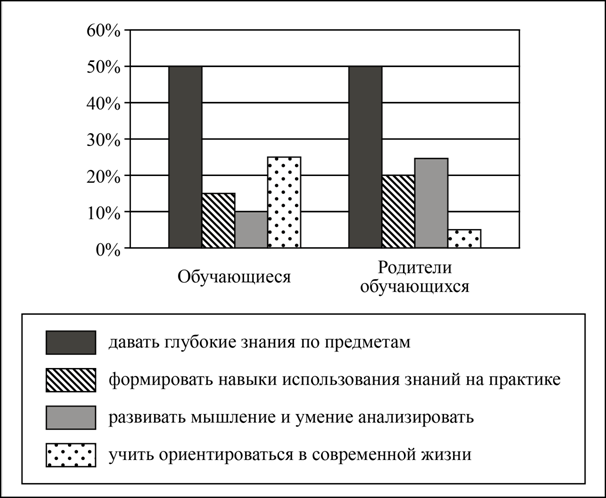 60%
50%
40%
30%
20%
10%
0%
Обучающиеся
Родители
обучающихся
давать глубокие знания по предметам
формировать навыки использования знаний на практике
развивать мышление и умение анализировать
учить ориентироваться в современной жизни